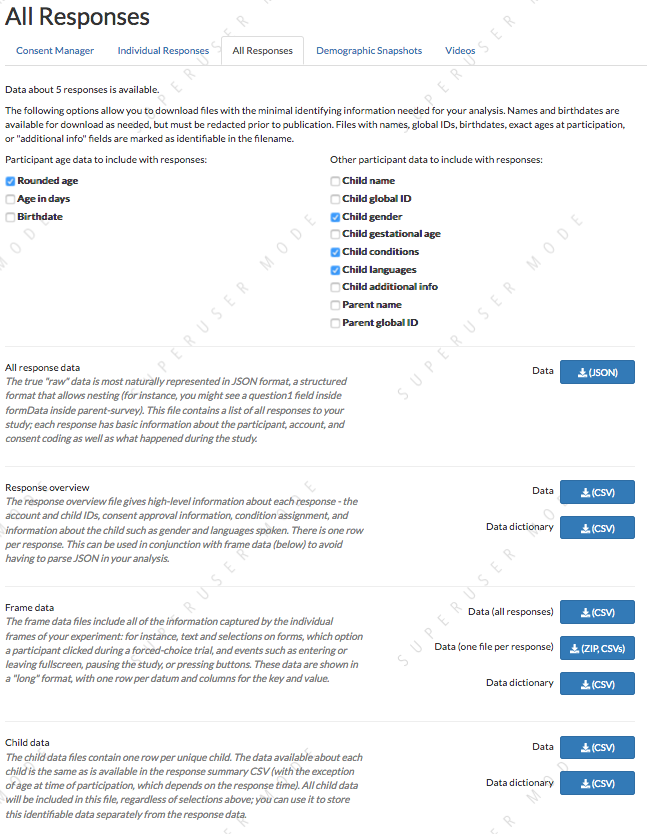 All Responses
Consent Manager Individual Responses All Responses Demographic Snapshots Videos
Data about 5 responses is available.
The following options allow you to download files with the minimal identifying information needed for your analysis. Names and birthdates are
available for download as needed, but must be redacted prior to publication. Files with names, global IDs, birthdates, exact ages at participation,
or "additional info" fields are marked as identifiable in the filename.
Participant age data to include with responses:
Rounded age
Age in days
Birthdate
Other participant data to include with responses:
Child name
Child global ID
Child gender
Child gestational age
Child conditions
Child languages
Child additional info
Parent name
Parent global ID
All response data
The true "raw" data is most naturally represented in JSON format, a structured
format that allows nesting (for instance, you might see a question1 field inside
formData inside parent-survey). This file contains a list of all responses to your
study; each response has basic information about the participant, account, and
consent coding as well as what happened during the study.
Data (JSON)
Response overview
The response overview file gives high-level information about each response - the
account and child IDs, consent approval information, condition assignment, and
information about the child such as gender and languages spoken. There is one row
per response. This can be used in conjunction with frame data (below) to avoid
having to parse JSON in your analysis.
Data (CSV)
Data dictionary (CSV)
Frame data
The frame data files include all of the information captured by the individual
frames of your experiment: for instance, text and selections on forms, which option
a participant clicked during a forced-choice trial, and events such as entering or
leaving fullscreen, pausing the study, or pressing buttons. These data are shown in
a "long" format, with one row per datum and columns for the key and value.
Data (all responses) (CSV)
Data (one file per response) (ZIP, CSVs)
Data dictionary (CSV)
Child data
The child data files contain one row per unique child. The data available about each
child is the same as is available in the response summary CSV (with the exception
of age at time of participation, which depends on the response time). All child data
will be included in this file, regardless of selections above; you can use it to store
this identifiable data separately from the response data.
Data (CSV)
Data dictionary (CSV)
SUPERUSER MODE